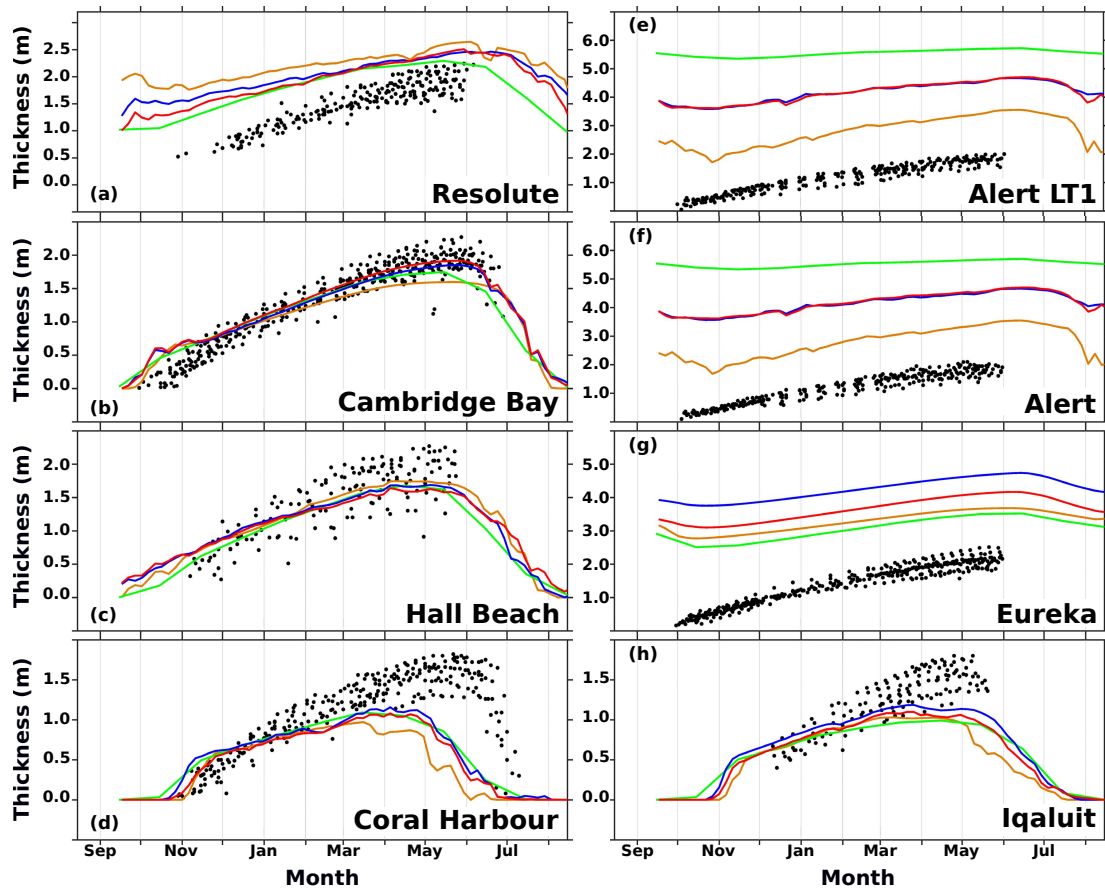 Thickness (m)
2.5
2.0
1.5
1.0
0.5
0.0
(a)
Resolute
(e)
6.0
5.0
4.0
3.0
2.0
1.0
Alert LT1
Thickness (m)
2.0
1.5
1.0
0.5
0.0
(b)
Cambridge Bay
(f)
6.0
5.0
4.0
3.0
2.0
1.0
Alert
Thickness (m)
2.0
1.5
1.0
0.5
0.0
(c)
Hall Beach
(g)
5.0
4.0
3.0
2.0
1.0
Eureka
Thickness (m)
1.5
1.0
0.5
0.0
(d)
Coral Harbour
Sep Nov Jan Mar May Jul
Month
(h)
1.5
1.0
0.5
0.0
Iqaluit
Sep Nov Jan Mar May Jul
Month